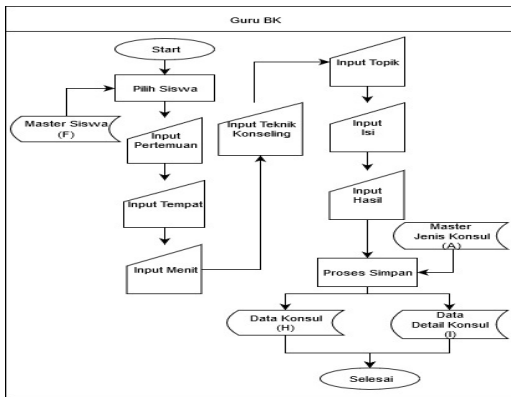 Guru BK
Start
Pilih Siswa
Master Siswa
(F)
Input
Pertemuan
Input Tempat
Input Menit
Input Teknik
Konseling
Input Topik
Input
Isi
Input
Hasil
Master
Jenis Konsul
(A)
Proses Simpan
Data Konsul
(H)
Data
Detail Konsul
(I)
Selesai